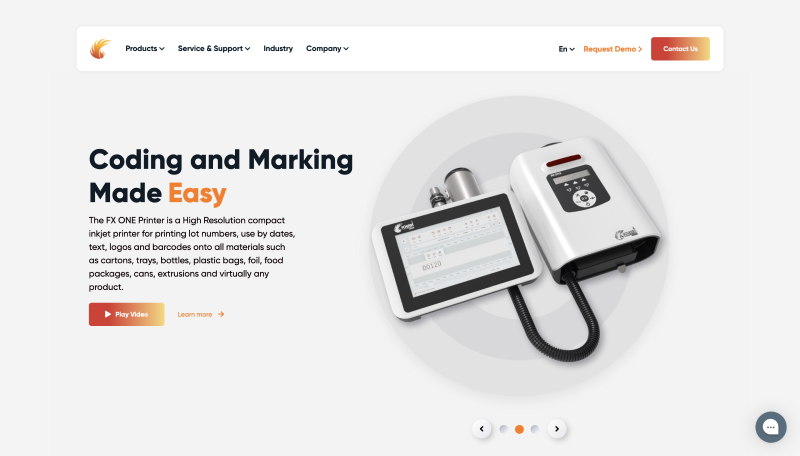 Products
Service & Support
Industry
Company
En
Request Demo
Contact Us
Coding and Marking
Made Easy
The FX ONE Printer is a High Resolution compact
inkjet printer for printing lot numbers, use by dates,
text, logos and barcodes onto all materials such
as cartons, trays, bottles, plastic bags, foil, food
packages, cans, extrusions and virtually any
product.
Play Video
Learn more
00120